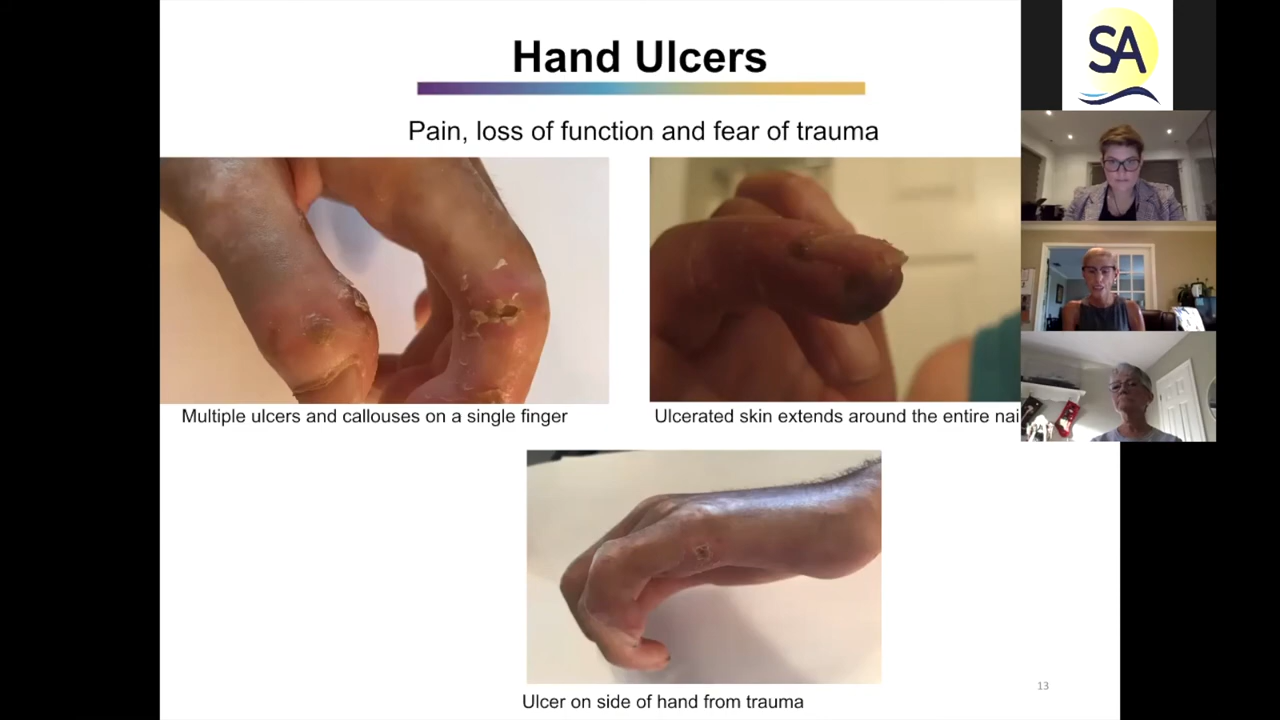 Hand Ulcers
SA
Pain, loss of function and fear of trauma
Multiple ulcers and callouses on a single finger
Ulcerated skin extends around the entire nai
Ulcer on side of hand from trauma
13